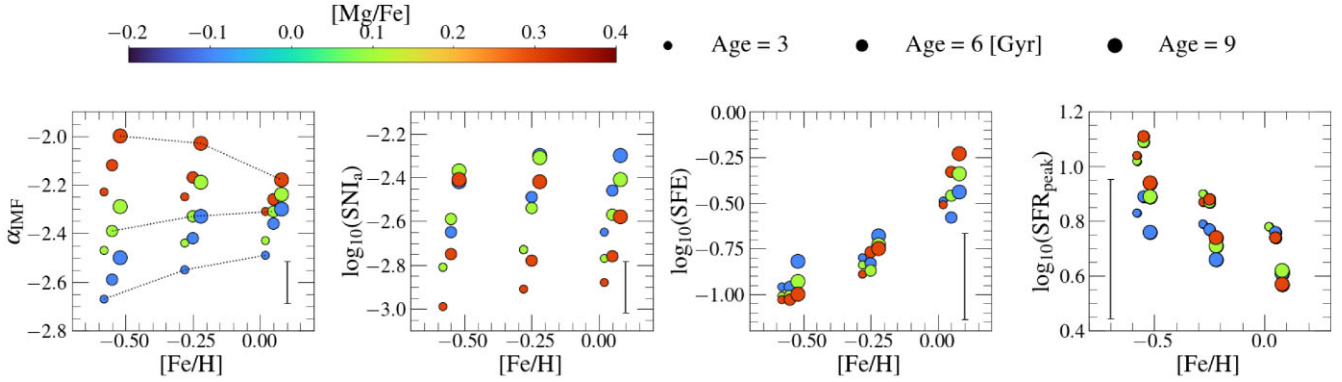 [Mg/Fe]
−0.2 −0.1 0.0 0.1 0.2 0.3 0.4
Age = 3 Age = 6 [Gyr] Age = 9
α_IMF
−2.0
−2.2
−2.4
−2.6
−2.8
−0.50 −0.25 0.00
[Fe/H]
log₁₀(SNIₐ)
−2.2
−2.4
−2.6
−2.8
−3.0
−0.50 −0.25 0.00
[Fe/H]
log₁₀(SFE)
0.00
−0.25
−0.50
−0.75
−1.00
−0.50 −0.25 0.00
[Fe/H]
log₁₀(SFR_peak)
1.2
1.0
0.8
0.6
0.4
−0.5 0.0
[Fe/H]